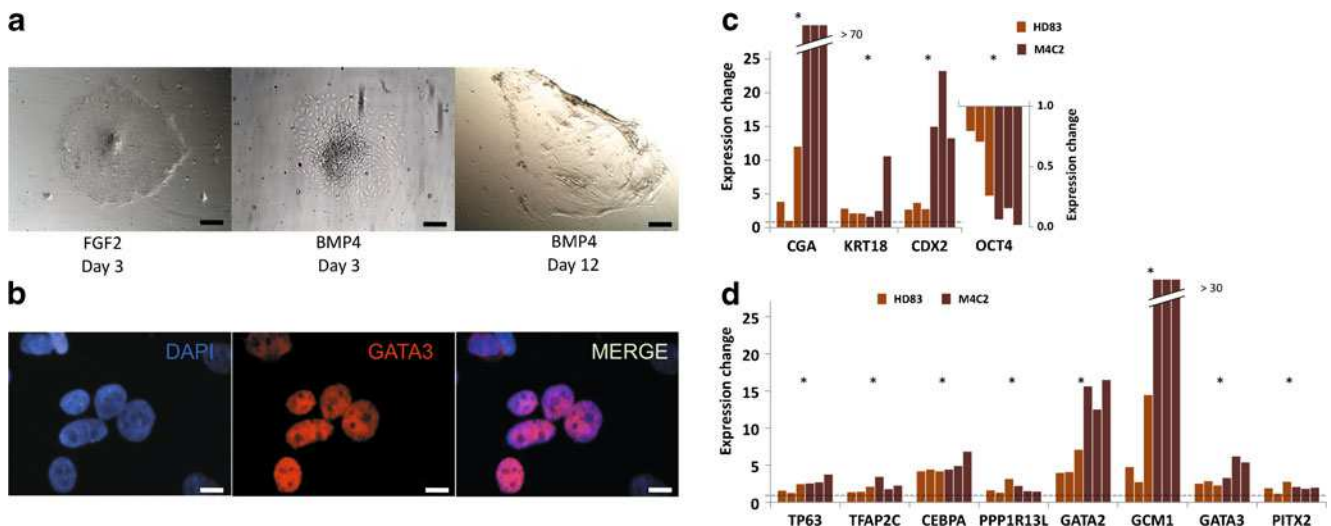 a
FGF2
Day 3
BMP4
Day 3
BMP4
Day 12
b
DAPI
GATA3
MERGE
c
HD83
M4C2
Expression change
25
20
15
10
5
0
*
> 70
*
*
*
1.0
0.5
0.0
Expression change
CGA KRT18 CDX2 OCT4
d
HD83 M4C2
Expression change
25
20
15
10
5
0
*
*
*
*
*
*
> 30
*
*
TP63 TFAP2C CEBPA PPP1R13L GATA2 GCM1 GATA3 PITX2